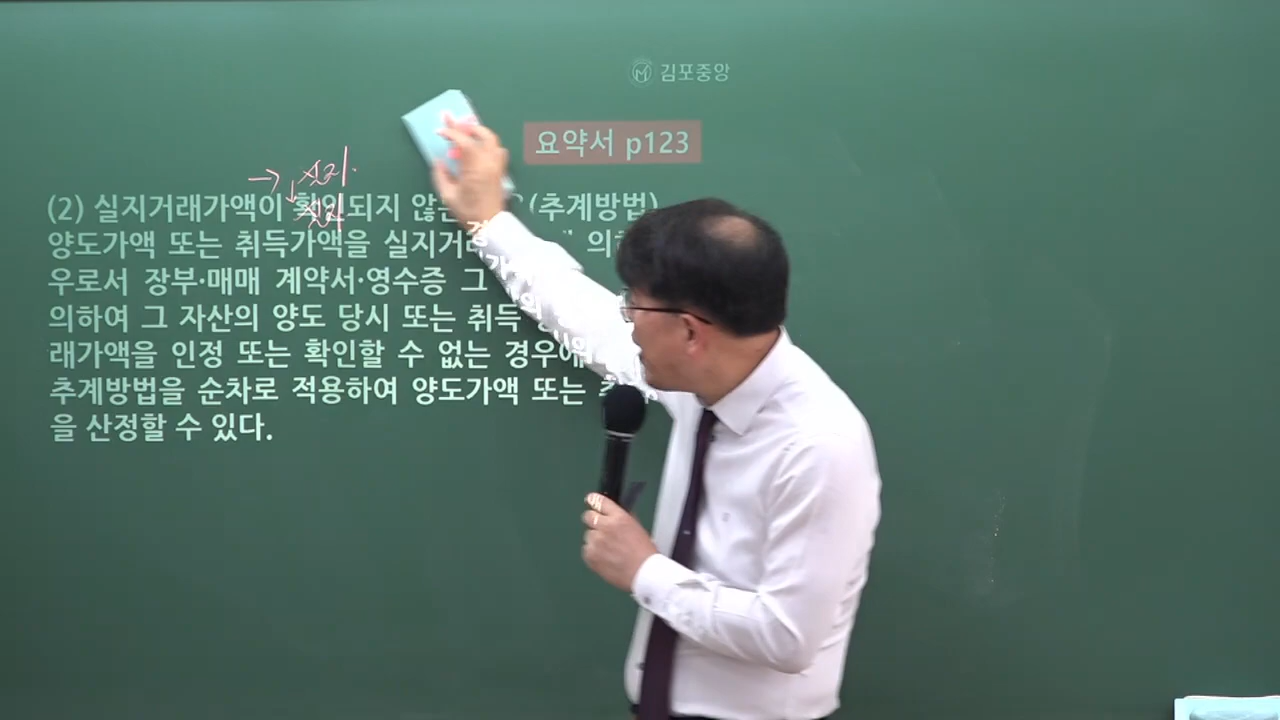 김포중앙
요약서 p123
실가
(2) 실지거래가액이 확인되지 않는 (추계방법)
실가
양도가액 또는 취득가액을 실지거래 의
우로서 장부·매매 계약서·영수증 그
의하여 그 자산의 양도 당시 또는 취득
래가액을 인정 또는 확인할 수 없는 경우에
추계방법을 순차로 적용하여 양도가액 또는
을 산정할 수 있다.